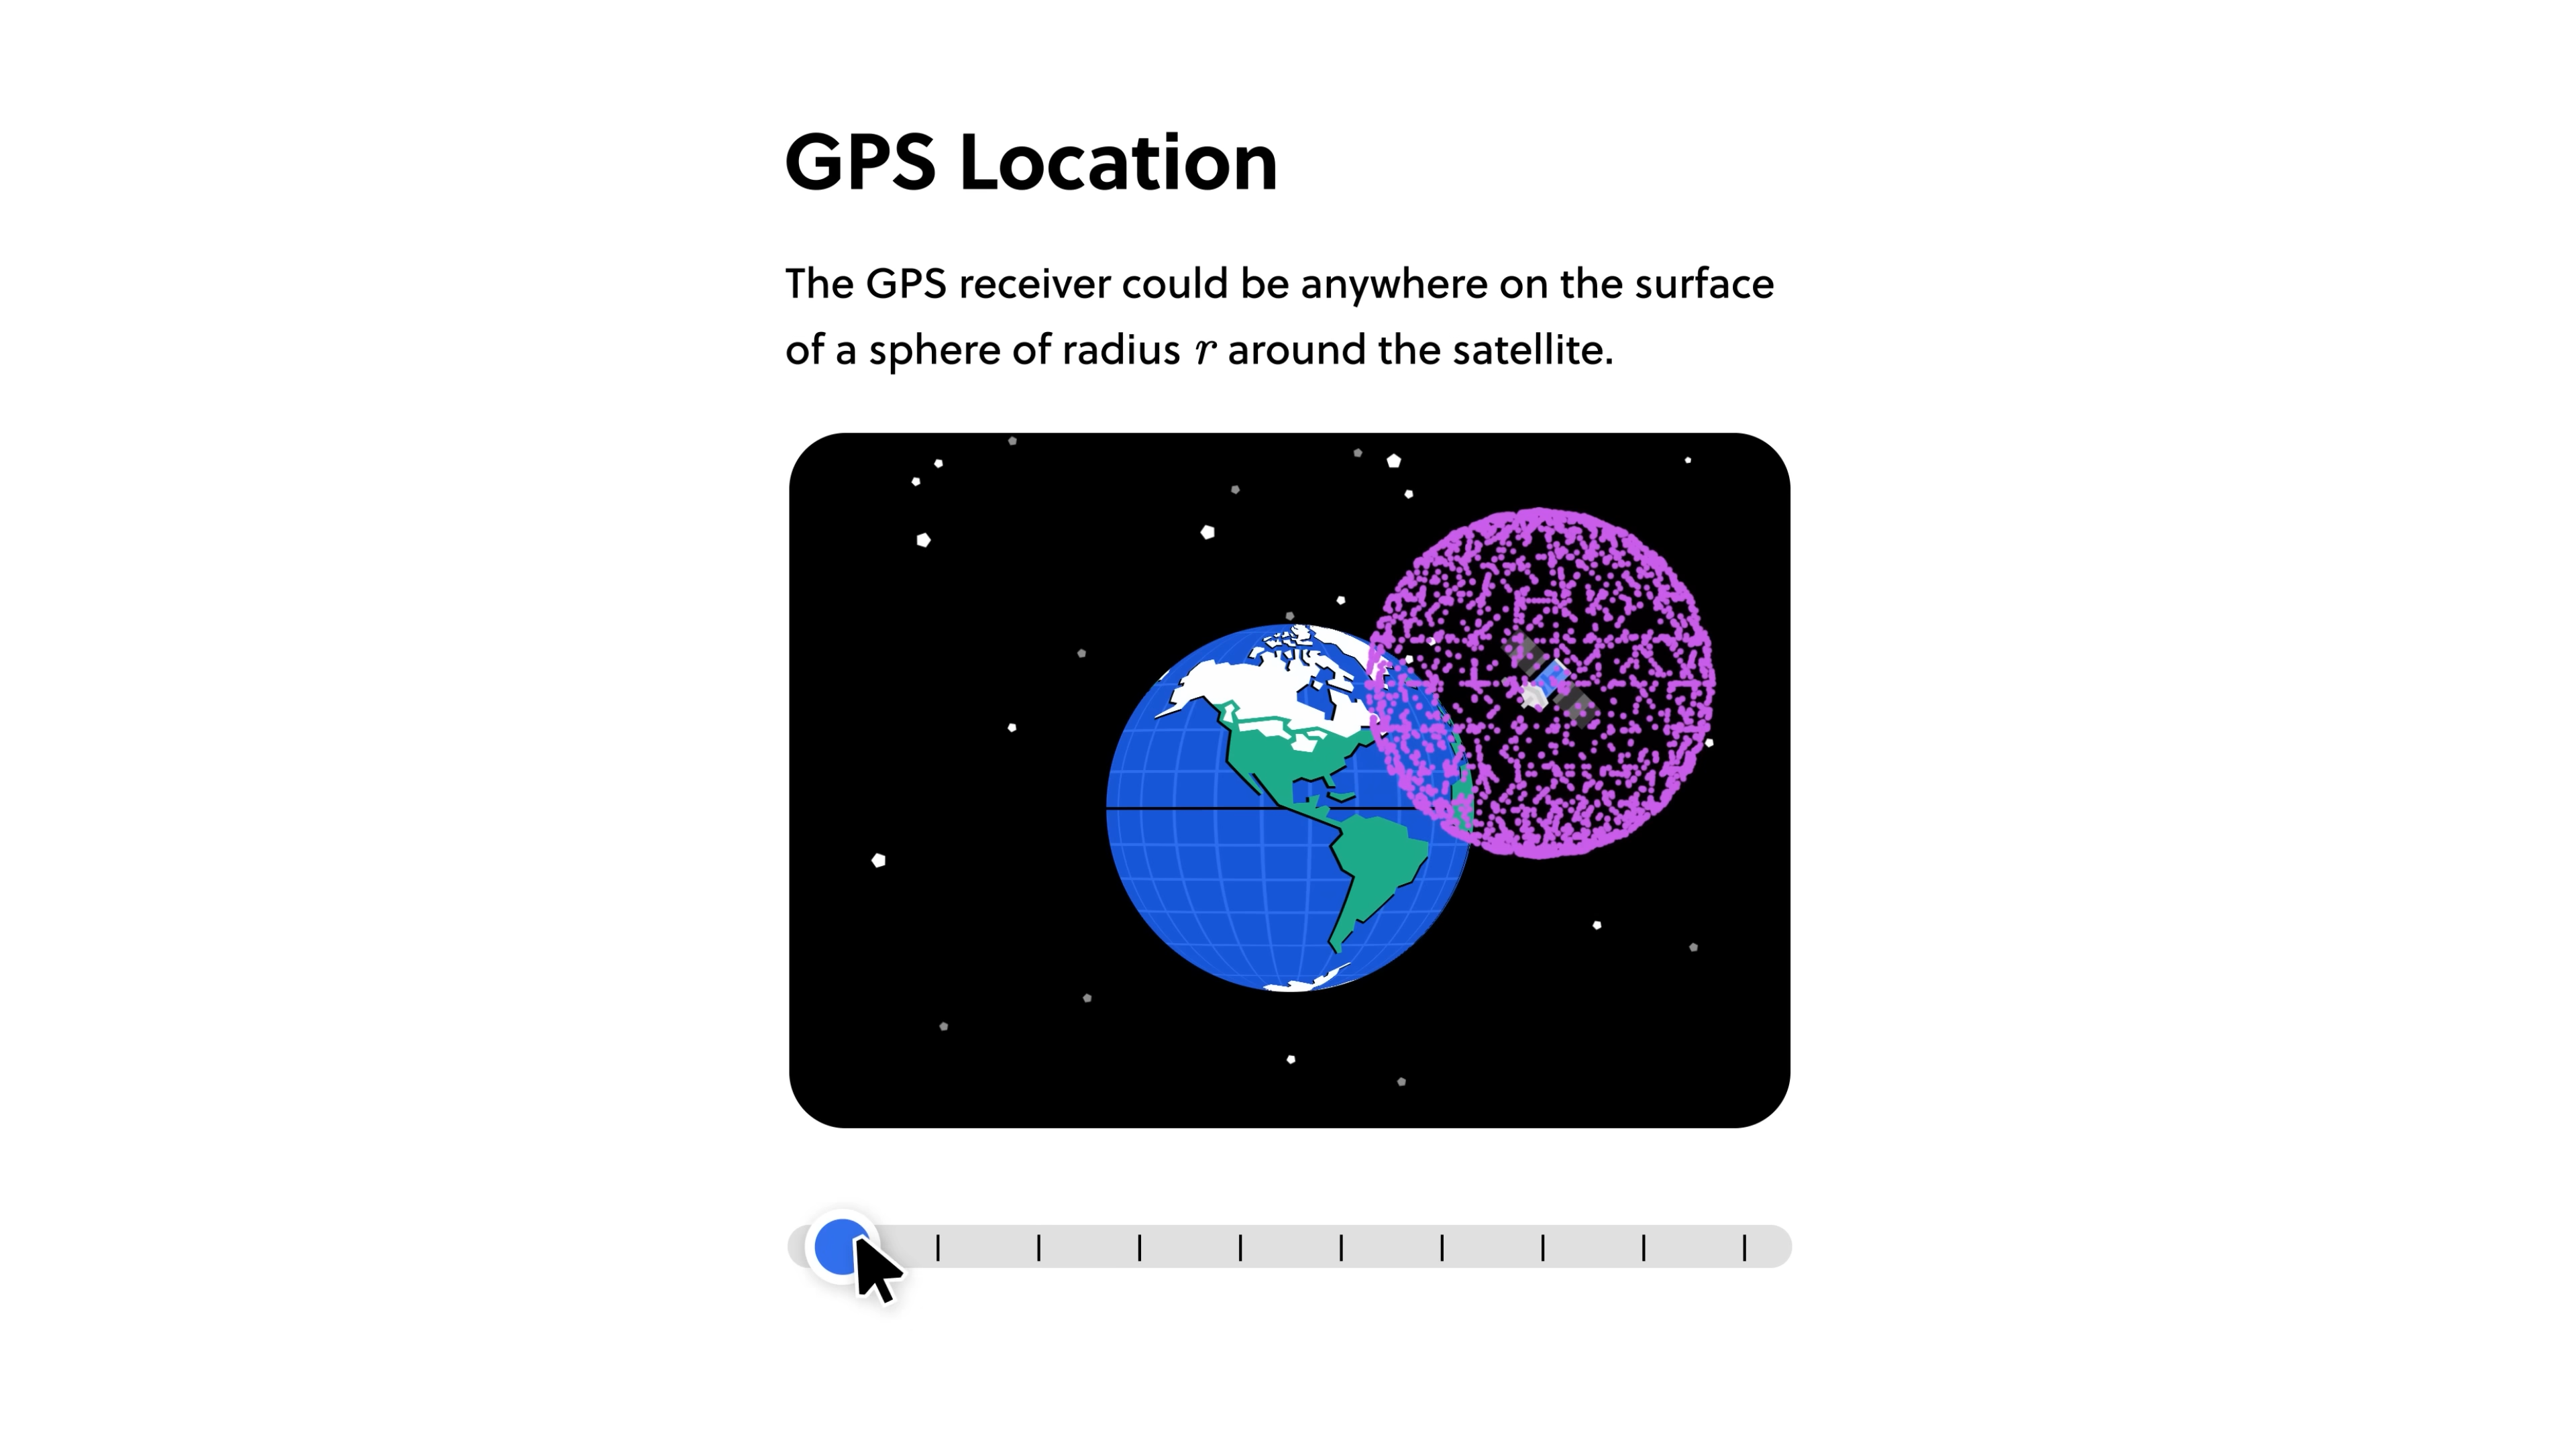 GPS Location
The GPS receiver could be anywhere on the surface
of a sphere of radius r around the satellite.